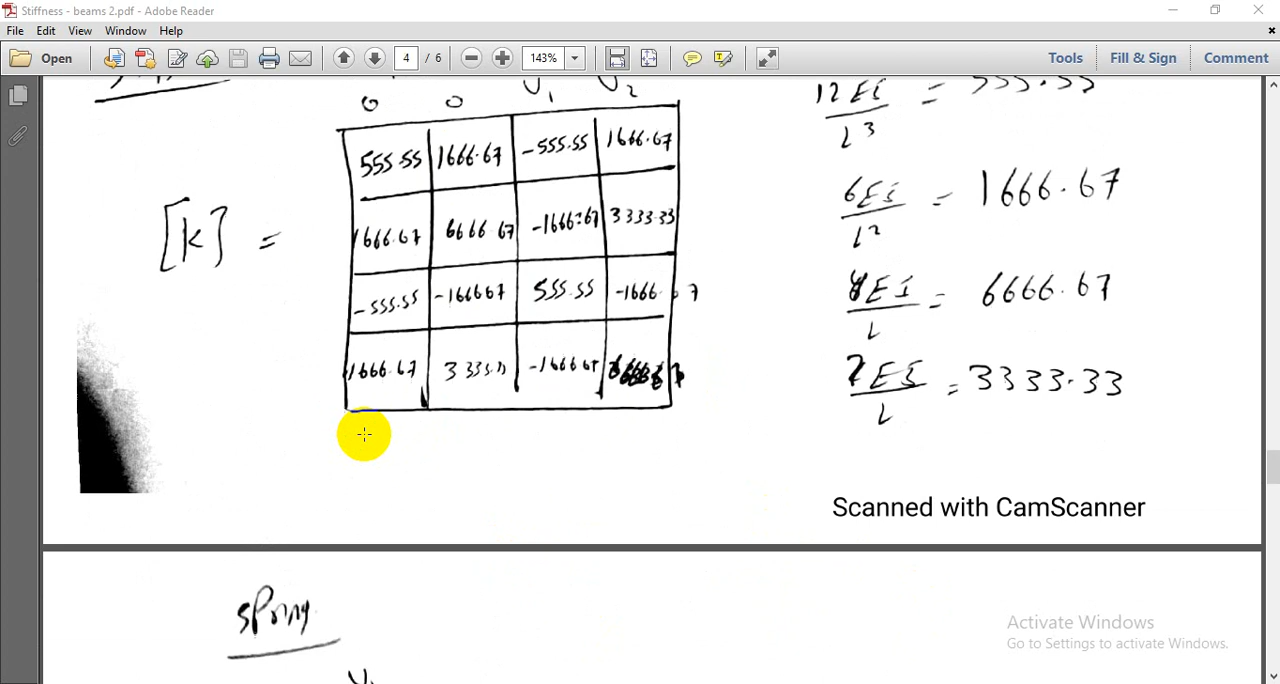 Stiffness - beams 2.pdf - Adobe Reader
File Edit View Window Help
Open 4 / 6 143% Tools Fill & Sign Comment
0 0 U1 U2
12EI/L3 = 555.55
555.55 1666.67 -555.55 1666.67
6EI/L2 = 1666.67
[K] =
1666.67 6666.67 -1666.67 3333.33
4EI/L = 6666.67
-555.55 -1666.67 555.55 -1666.67
1666.67 3333.33 -1666.67
2EI/L = 3333.33
Scanned with CamScanner
spring
Activate Windows
Go to Settings to activate Windows.